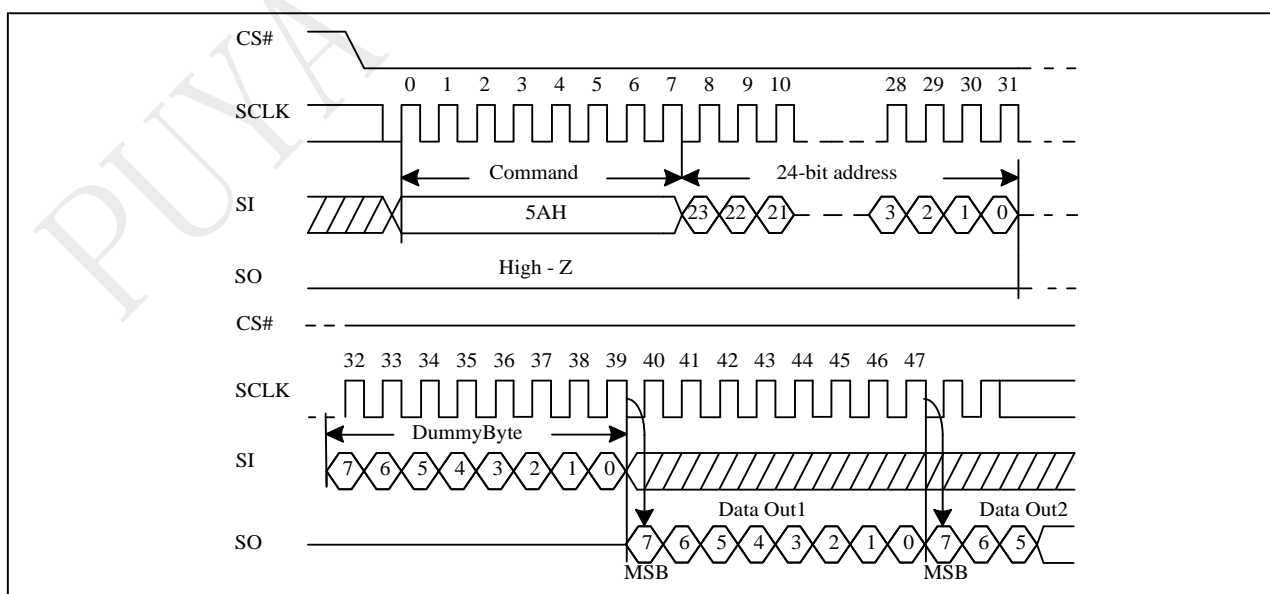 PUYA
CS#
0 1 2 3 4 5 6 7 8 9 10 28 29 30 31
SCLK
Command 24-bit address
SI
5AH 23 22 21 3 2 1 0
High - Z
SO
CS#
32 33 34 35 36 37 38 39 40 41 42 43 44 45 46 47
SCLK
DummyByte
SI 7 6 5 4 3 2 1 0
Data Out1 Data Out2
SO 7 6 5 4 3 2 1 0 7 6 5
MSB MSB